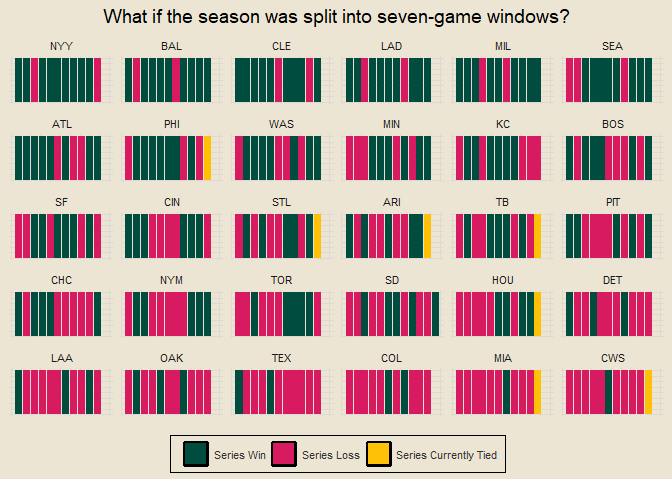 What if the season was split into seven-game windows?
NYY BAL CLE LAD MIL SEA
ATL PHI WAS MIN KC BOS
SF CIN STL ARI TB PIT
CHC NYM TOR SD HOU DET
LAA OAK TEX COL MIA CWS
Series Win Series Loss Series Currently Tied